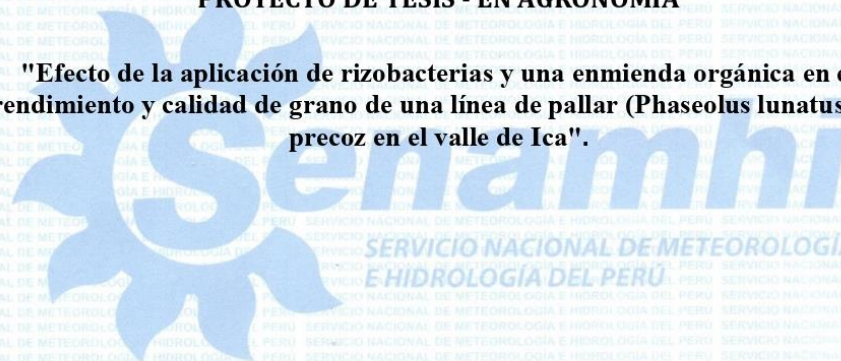 PROYECTO DE TESIS - EN AGRONOMIA
"Efecto de la aplicación de rizobacterias y una enmienda orgánica en
rendimiento y calidad de grano de una línea de pallar (Phaseolus lunatus
precoz en el valle de Ica".
Senamhi
SERVICIO NACIONAL DE METEOROLOGÍA
E HIDROLOGÍA DEL PERÚ